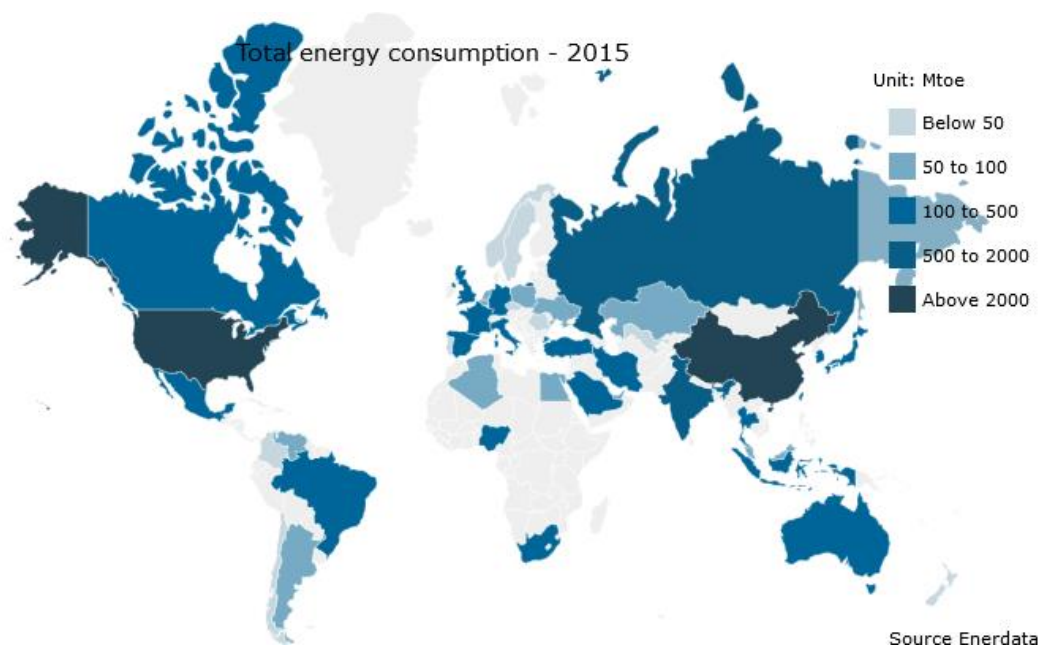 Total energy consumption - 2015
Unit: Mtoe
Below 50
50 to 100
100 to 500
500 to 2000
Above 2000
Source Enerdata